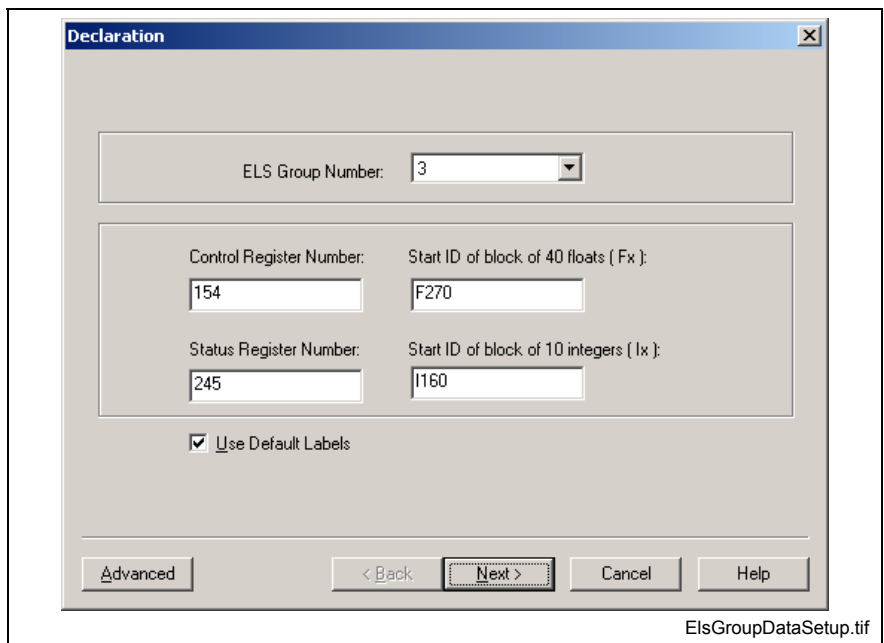 Declaration
ELS Group Number: 3
Control Register Number: Start ID of block of 40 floats ( Fx ):
154 F270
Status Register Number: Start ID of block of 10 integers ( Ix ):
245 I160
Use Default Labels
Advanced < Back Next > Cancel Help
ElsGroupDataSetup.tif